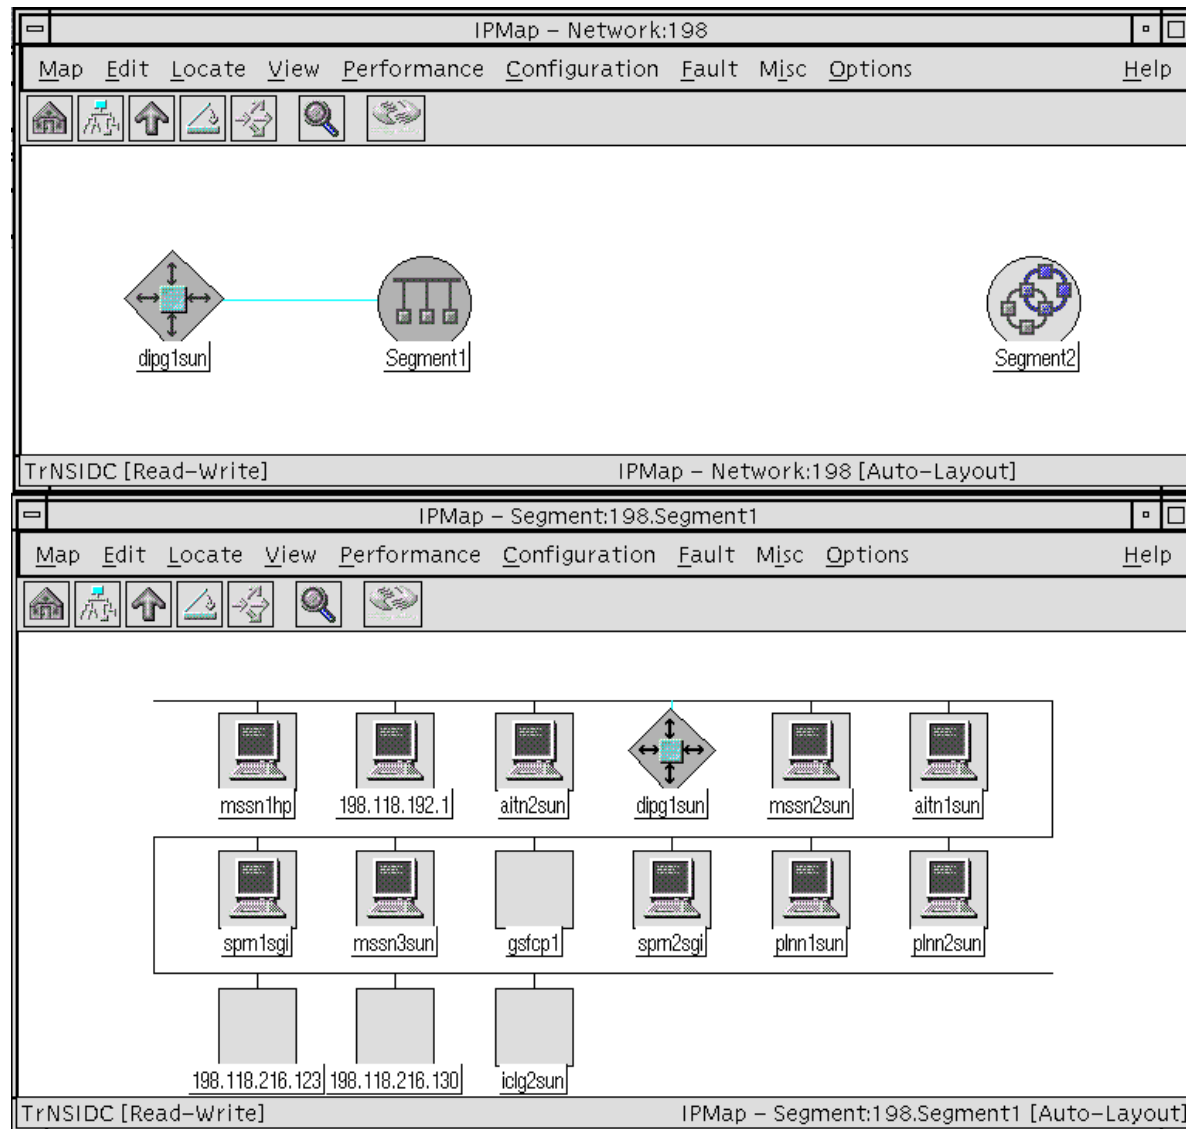 IPMap – Network:198
Map Edit Locate View Performance Configuration Fault Misc Options Help
dipg1sun Segment1 Segment2
TrNSIDC [Read–Write] IPMap – Network:198 [Auto–Layout]
IPMap – Segment:198.Segment1
Map Edit Locate View Performance Configuration Fault Misc Options Help
mssn1hp 198.118.192.1 aitn2sun dipg1sun mssn2sun aitn1sun
sprn1sgi mssn3sun gsfcp1 sprn2sgi plnn1sun plnn2sun
198.118.216.123 198.118.216.130 iclg2sun
TrNSIDC [Read–Write] IPMap – Segment:198.Segment1 [Auto–Layout]